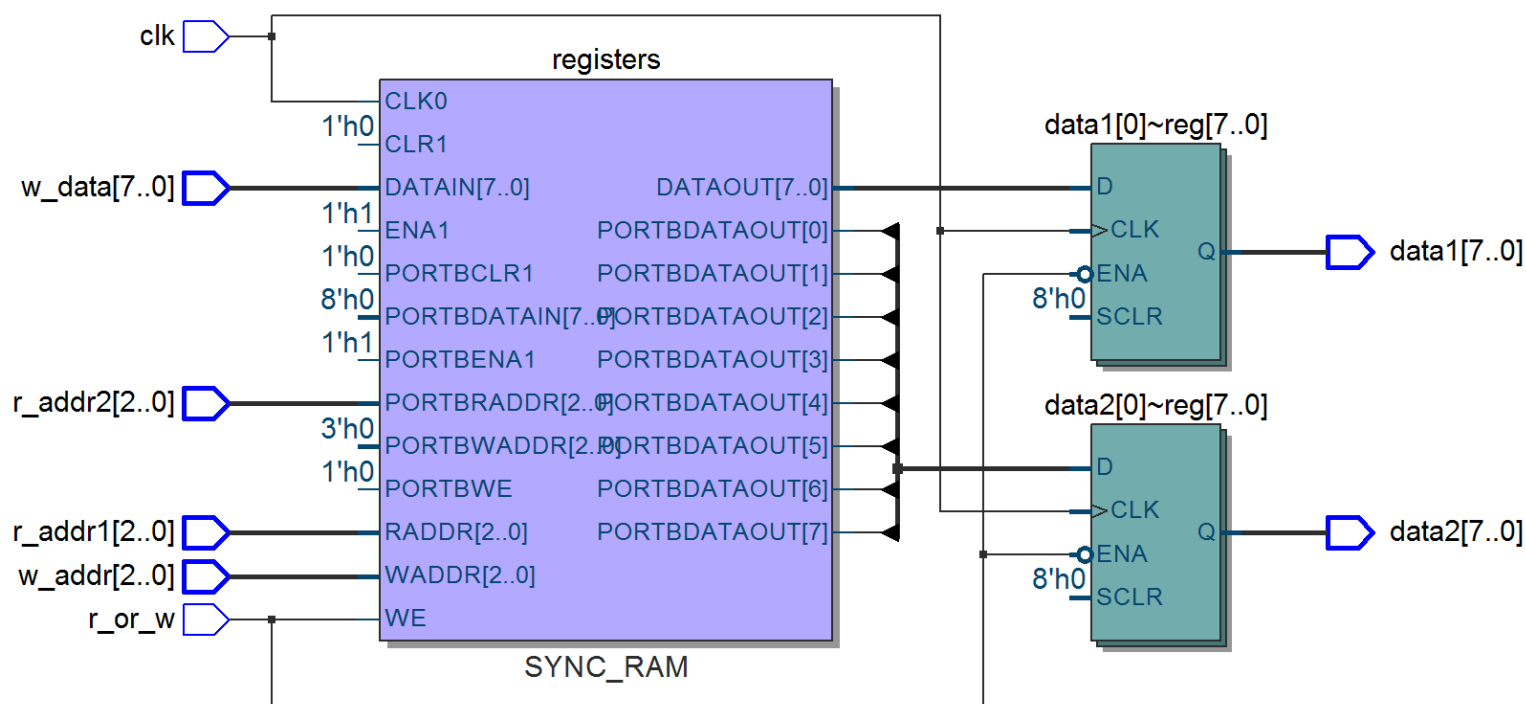 clk
registers
CLK0
1'h0
CLR1
data1[0]~reg[7..0]
w_data[7..0]
DATAIN[7..0]
DATAOUT[7..0]
D
1'h1
ENA1
PORTBDATAOUT[0]
CLK
Q
data1[7..0]
1'h0
PORTBCLR1
PORTBDATAOUT[1]
ENA
8'h0
PORTBDATAIN[7..0]
PORTBDATAOUT[2]
8'h0
SCLR
1'h1
PORTBENA1
PORTBDATAOUT[3]
r_addr2[2..0]
PORTBRADDR[2..0]
PORTBDATAOUT[4]
data2[0]~reg[7..0]
3'h0
PORTBWADDR[2..0]
PORTBDATAOUT[5]
D
1'h0
PORTBWE
PORTBDATAOUT[6]
CLK
r_addr1[2..0]
RADDR[2..0]
PORTBDATAOUT[7]
Q
data2[7..0]
ENA
w_addr[2..0]
WADDR[2..0]
8'h0
SCLR
r_or_w
WE
SYNC_RAM